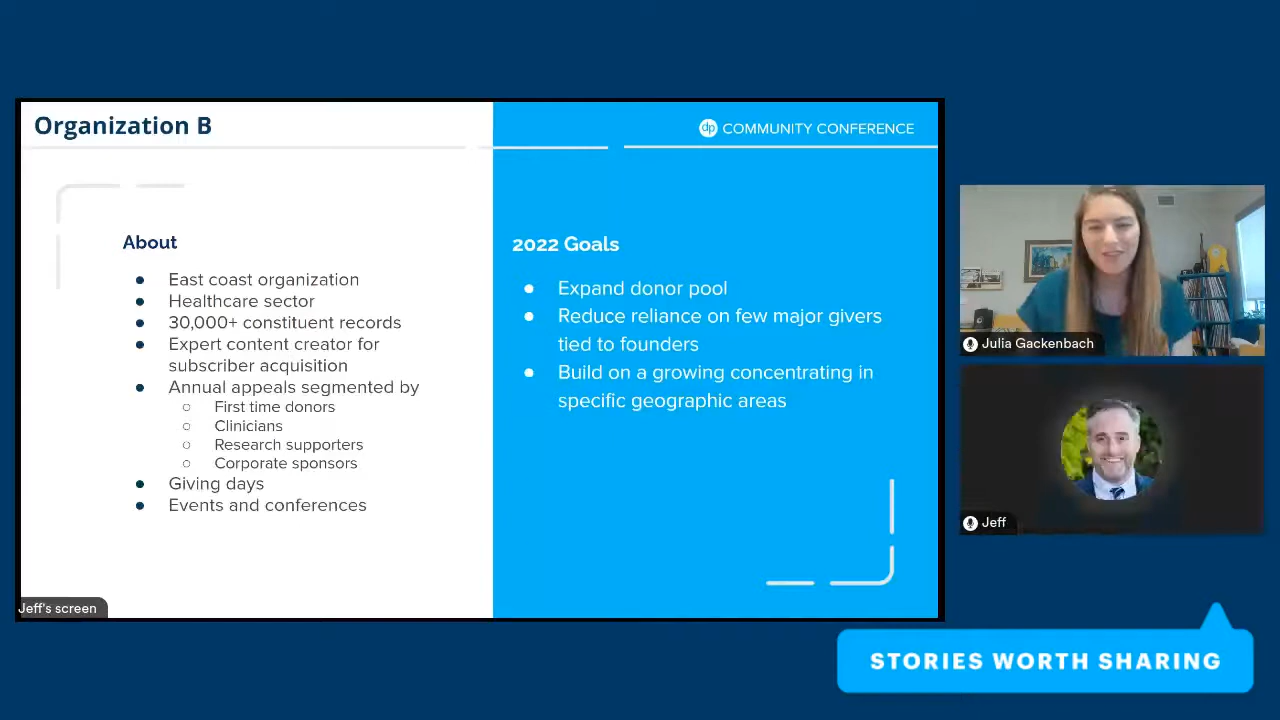 Organization B
dp COMMUNITY CONFERENCE
About
East coast organization
Healthcare sector
30,000+ constituent records
Expert content creator for
subscriber acquisition
Annual appeals segmented by
First time donors
Clinicians
Research supporters
Corporate sponsors
Giving days
Events and conferences
2022 Goals
Expand donor pool
Reduce reliance on few major givers
tied to founders
Build on a growing concentrating in
specific geographic areas
Jeff's screen
Julia Gackenbach
Jeff
STORIES WORTH SHARING